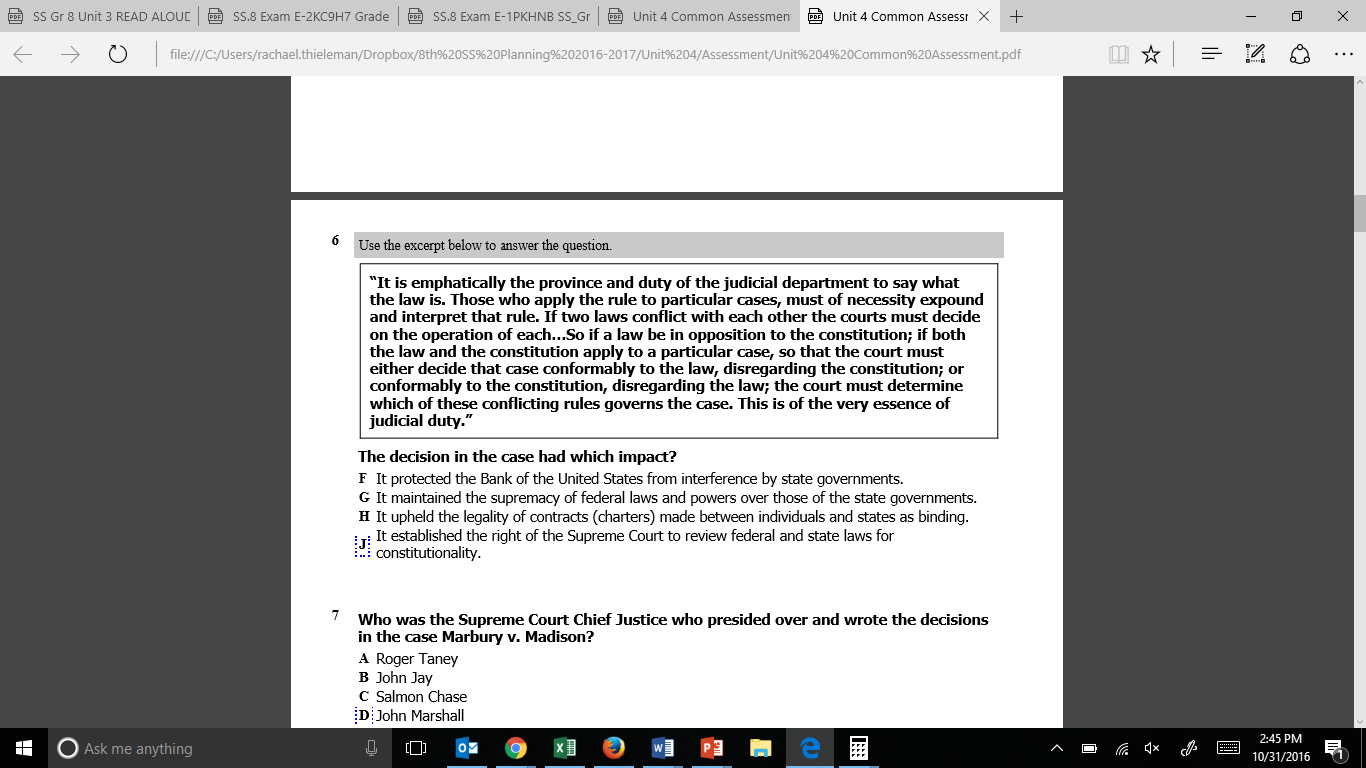 SS Gr 8 Unit 3 READ ALOUD
SS.8 Exam E-2KC9H7 Grade
SS.8 Exam E-1PKHNB SS_Gr
Unit 4 Common Assessmen
Unit 4 Common Assessr
file:///C:/Users/rachael.thieleman/Dropbox/8th%20SS%20Planning%202016-2017/Unit%204/Assessment/Unit%204%20Common%20Assessment.pdf
6
Use the excerpt below to answer the question.
“It is emphatically the province and duty of the judicial department to say what
the law is. Those who apply the rule to particular cases, must of necessity expound
and interpret that rule. If two laws conflict with each other the courts must decide
on the operation of each…So if a law be in opposition to the constitution; if both
the law and the constitution apply to a particular case, so that the court must
either decide that case conformably to the law, disregarding the constitution; or
conformably to the constitution, disregarding the law; the court must determine
which of these conflicting rules governs the case. This is of the very essence of
judicial duty.”
The decision in the case had which impact?
F It protected the Bank of the United States from interference by state governments.
G It maintained the supremacy of federal laws and powers over those of the state governments.
H It upheld the legality of contracts (charters) made between individuals and states as binding.
J It established the right of the Supreme Court to review federal and state laws for
constitutionality.
7 Who was the Supreme Court Chief Justice who presided over and wrote the decisions
in the case Marbury v. Madison?
A Roger Taney
B John Jay
C Salmon Chase
D John Marshall
Ask me anything
2:45 PM
10/31/2016
1